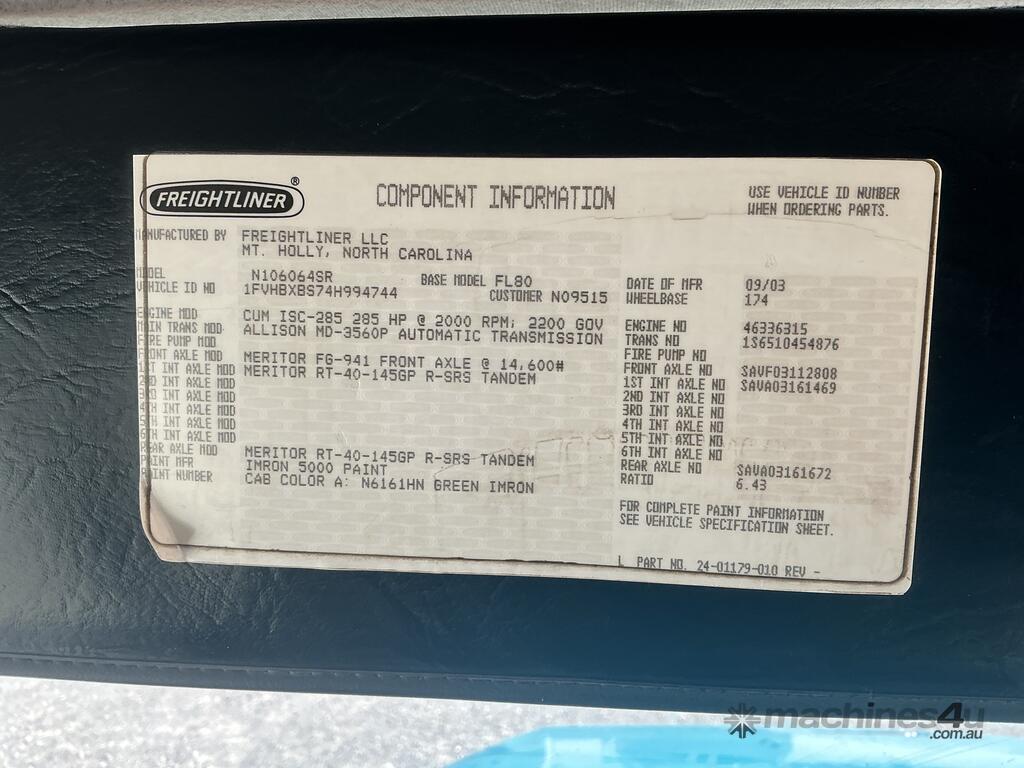 FREIGHTLINER ®
COMPONENT INFORMATION
USE VEHICLE ID NUMBER
WHEN ORDERING PARTS.
MANUFACTURED BY FREIGHTLINER LLC
MT. HOLLY, NORTH CAROLINA
MODEL N106064SR BASE MODEL FL80
VEHICLE ID NO 1FVHBXBS74H994744 CUSTOMER N09515
DATE OF MFR 09/03
WHEELBASE 174
ENGINE MOD CUM ISC-285 285 HP @ 2000 RPM; 2200 GOV
MAIN TRANS MOD ALLISON MD-3560P AUTOMATIC TRANSMISSION
FIRE PUMP MOD
FRONT AXLE MOD MERITOR FG-941 FRONT AXLE @ 14,600#
1ST INT AXLE MOD MERITOR RT-40-145GP R-SRS TANDEM
2ND INT AXLE MOD
3RD INT AXLE MOD
4TH INT AXLE MOD
5TH INT AXLE MOD
6TH INT AXLE MOD
REAR AXLE MOD MERITOR RT-40-145GP R-SRS TANDEM
PAINT MFR IMRON 5000 PAINT
PAINT NUMBER CAB COLOR A: N6161HN GREEN IMRON
ENGINE NO 46336315
TRANS NO 1S6510454876
FIRE PUMP NO
FRONT AXLE NO SAVF03112808
1ST INT AXLE NO SAVA03161469
2ND INT AXLE NO
3RD INT AXLE NO
4TH INT AXLE NO
5TH INT AXLE NO
6TH INT AXLE NO
REAR AXLE NO SAVA03161672
RATIO 6.43
FOR COMPLETE PAINT INFORMATION
SEE VEHICLE SPECIFICATION SHEET.
L PART NO. 24-01179-010 REV -
machines4u
.com.au